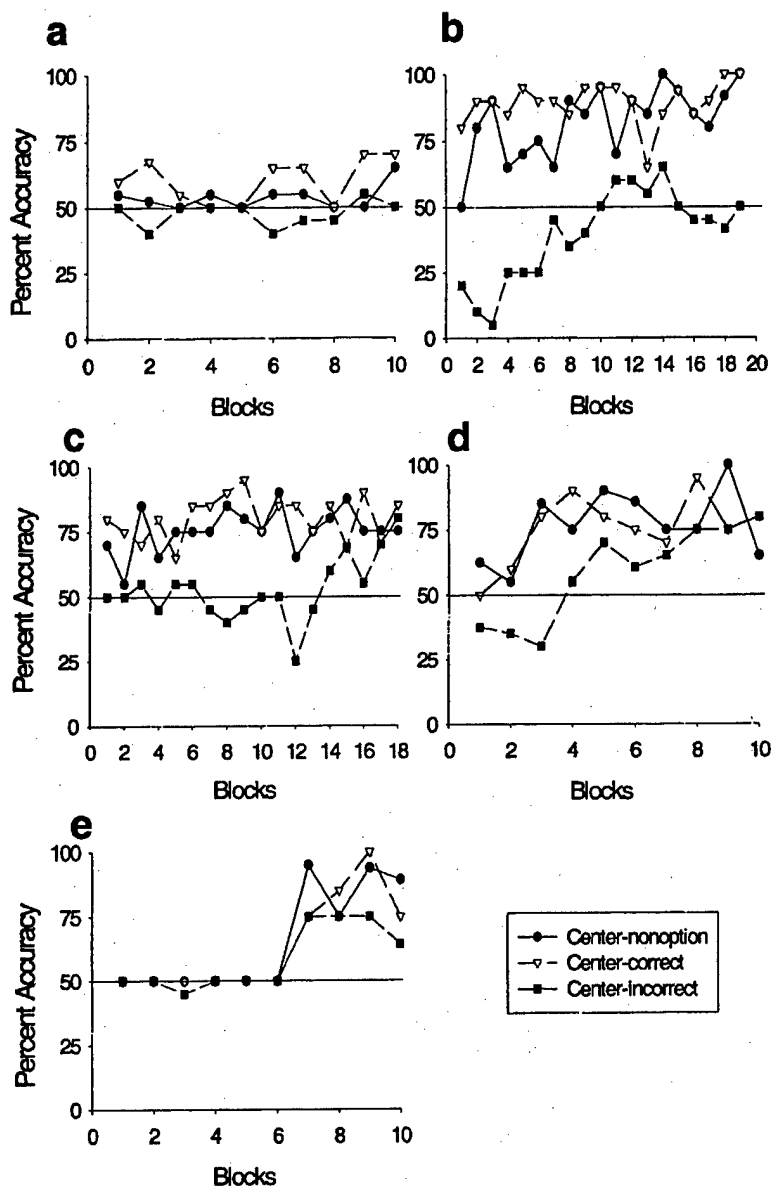 a
100
75
50
25
0
Percent Accuracy
0 2 4 6 8 10
Blocks
b
100
75
50
25
0
0 2 4 6 8 10 12 14 16 18 20
Blocks
c
100
75
50
25
0
Percent Accuracy
0 2 4 6 8 10 12 14 16 18
Blocks
d
100
75
50
25
0
0 2 4 6 8 10
Blocks
e
100
75
50
25
0
Percent Accuracy
0 2 4 6 8 10
Blocks
Center-nonoption
Center-correct
Center-incorrect